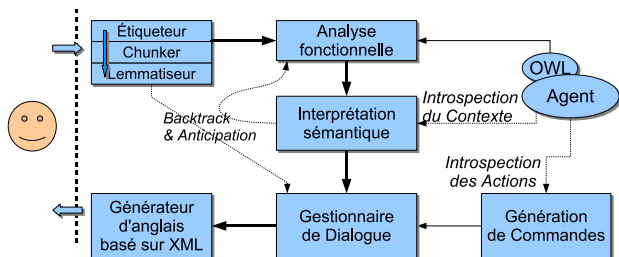 Étiqueteur
Chunker
Lemmatiseur
Analyse
fonctionnelle
OWL
Agent
Backtrack
& Anticipation
Interprétation
sémantique
Introspection
du Contexte
Introspection
des Actions
Générateur
d'anglais
basé sur XML
Gestionnaire
de Dialogue
Génération
de Commandes